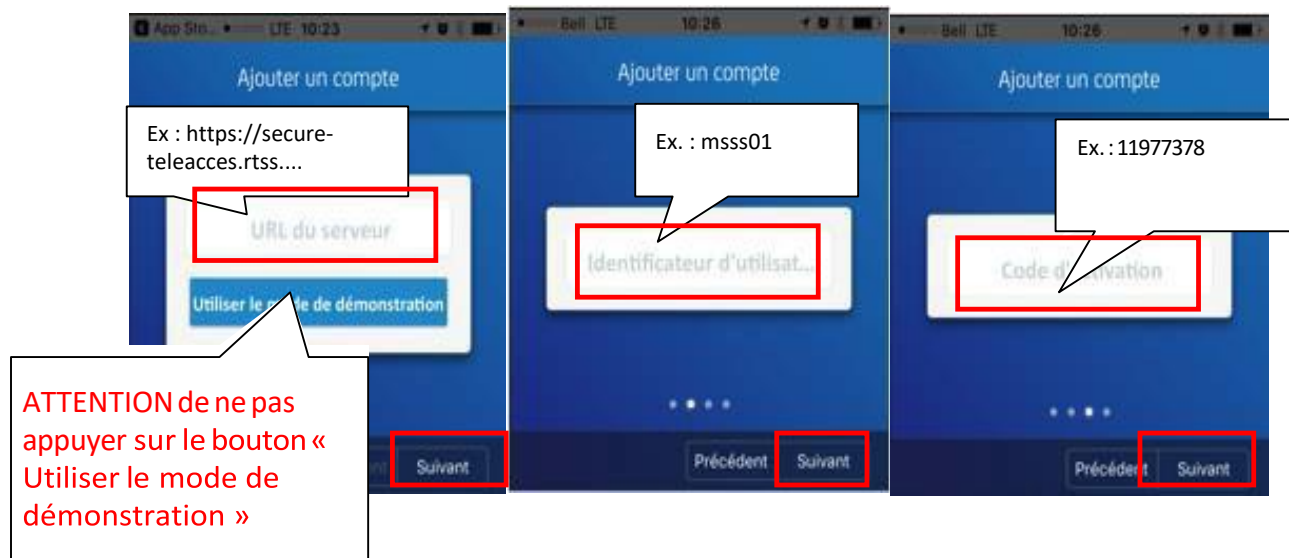 App Sto... LTE 10:23
Ajouter un compte
Ex : https://secure-
teleacces.rtss....
URL du serveur
Utiliser le mode de démonstration
ATTENTION de ne pas
appuyer sur le bouton «
Utiliser le mode de
démonstration »
Suivant
Bell LTE 10:26
Ajouter un compte
Ex. : msss01
Identificateur d'utilisat...
Précédent Suivant
Bell LTE 10:26
Ajouter un compte
Ex. : 11977378
Code d'activation
Précédent Suivant